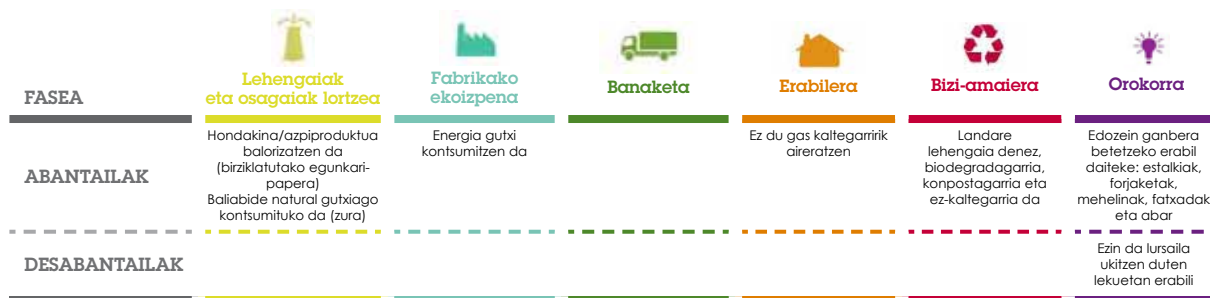 FASEA
Lehengaiak
eta osagaiak lortzea
Fabrikako
ekoizpena
Banaketa
Erabilera
Bizi-amaiera
Orokorra
ABANTAILAK
Hondakina/azpiproduktua
balorizatzen da
(birziklatutako egunkari-
papera)
Baliabide natural gutxiago
kontsumituko da (zura)
Energia gutxi
kontsumitzen da
Ez du gas kaltegarririk
aireratzen
Landare
lehengaia denez,
biodegradagarria,
konpostagarria eta
ez-kaltegarria da
Edozein ganbera
betetzeko erabil
daiteke: estalkiak,
forjaketak,
mehelinak, fatxadak
eta abar
DESABANTAILAK
Ezin da lursaila
ukitzen duten
lekuetan erabili